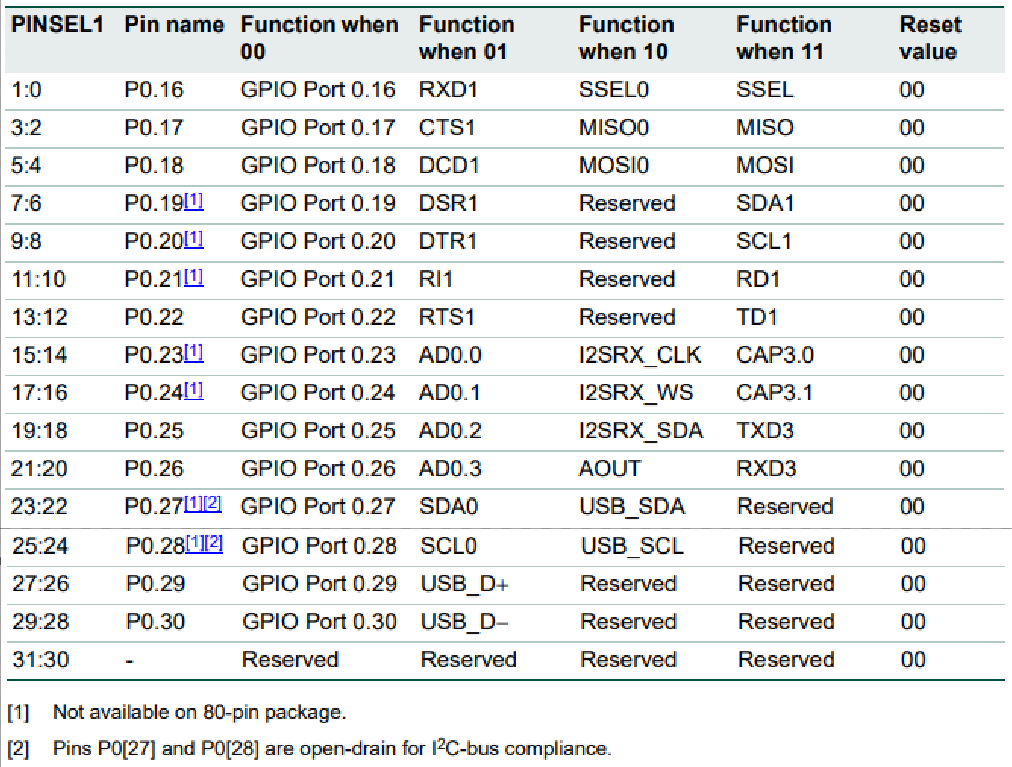 PINSEL1 Pin name Function when 00 Function when 01 Function when 10 Function when 11 Reset value
1:0 P0.16 GPIO Port 0.16 RXD1 SSEL0 SSEL 00
3:2 P0.17 GPIO Port 0.17 CTS1 MISO0 MISO 00
5:4 P0.18 GPIO Port 0.18 DCD1 MOSI0 MOSI 00
7:6 P0.19[1] GPIO Port 0.19 DSR1 Reserved SDA1 00
9:8 P0.20[1] GPIO Port 0.20 DTR1 Reserved SCL1 00
11:10 P0.21[1] GPIO Port 0.21 RI1 Reserved RD1 00
13:12 P0.22 GPIO Port 0.22 RTS1 Reserved TD1 00
15:14 P0.23[1] GPIO Port 0.23 AD0.0 I2SRX_CLK CAP3.0 00
17:16 P0.24[1] GPIO Port 0.24 AD0.1 I2SRX_WS CAP3.1 00
19:18 P0.25 GPIO Port 0.25 AD0.2 I2SRX_SDA TXD3 00
21:20 P0.26 GPIO Port 0.26 AD0.3 AOUT RXD3 00
23:22 P0.27[1][2] GPIO Port 0.27 SDA0 USB_SDA Reserved 00
25:24 P0.28[1][2] GPIO Port 0.28 SCL0 USB_SCL Reserved 00
27:26 P0.29 GPIO Port 0.29 USB_D+ Reserved Reserved 00
29:28 P0.30 GPIO Port 0.30 USB_D− Reserved Reserved 00
31:30 - Reserved Reserved Reserved Reserved 00
[1] Not available on 80-pin package.
[2] Pins P0[27] and P0[28] are open-drain for I²C-bus compliance.